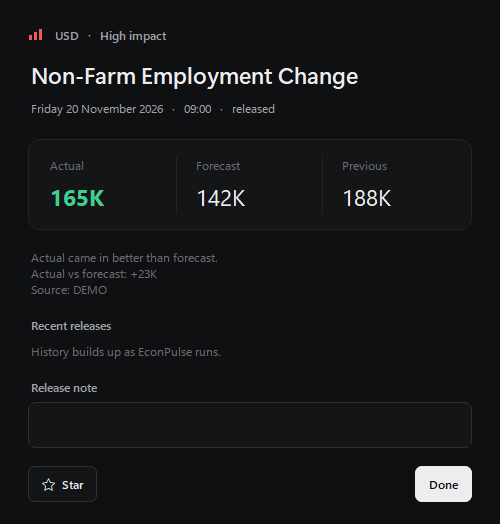 USD · High impact
Non-Farm Employment Change
Friday 20 November 2026 · 09:00 · released
Actual Forecast Previous
165K 142K 188K
Actual came in better than forecast.
Actual vs forecast: +23K
Source: DEMO
Recent releases
History builds up as EconPulse runs.
Release note
Star Done